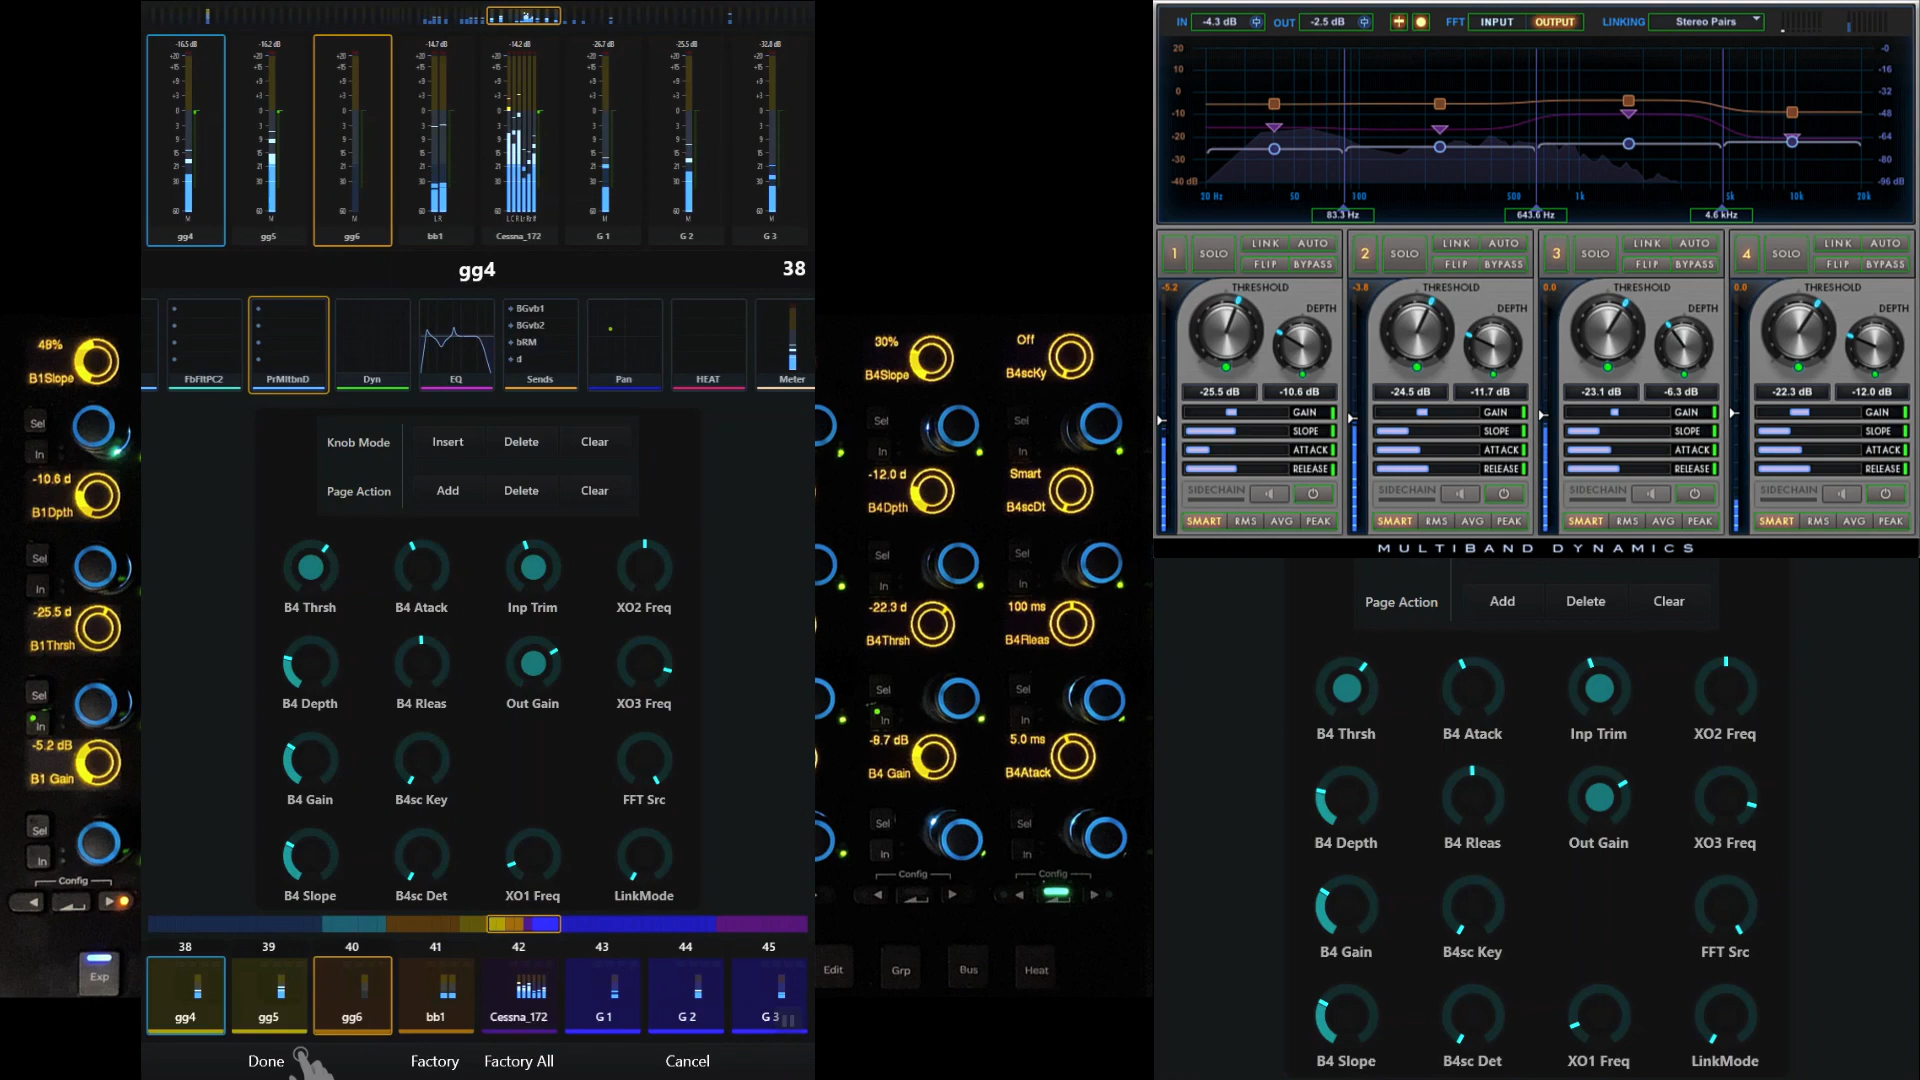 -16.5 dB
-16.2 dB
-14.7 dB
-14.2 dB
-26.7 dB
-25.5 dB
-32.8 dB
gg4
gg5
gg6
bb1
Cessna_172
G 1
G 2
G 3
gg4
38
FbFltPC2
PrMltbnD
Dyn
EQ
BGvb1
BGvb2
bRM
d
Sends
Pan
HEAT
Meter
Knob Mode
Insert
Delete
Clear
Page Action
Add
Delete
Clear
B4 Thrsh
B4 Atack
Inp Trim
XO2 Freq
B4 Depth
B4 Rleas
Out Gain
XO3 Freq
B4 Gain
B4sc Key
FFT Src
B4 Slope
B4sc Det
XO1 Freq
LinkMode
38
39
40
41
42
43
44
45
gg4
gg5
gg6
bb1
Cessna_172
G 1
G 2
G 3
Done
Factory
Factory All
Cancel
48%
B1Slope
Sel
In
-10.6 d
B1Dpth
Sel
In
-25.5 d
B1Thrsh
Sel
In
-5.2 dB
B1 Gain
Sel
In
Config
Exp
30%
B4Slope
Off
B4scKy
Sel
In
Sel
In
-12.0 d
B4Dpth
Smart
B4scDt
Sel
In
Sel
In
-22.3 d
B4Thrsh
100 ms
B4Rleas
Sel
In
Sel
In
-8.7 dB
B4 Gain
5.0 ms
B4Atack
Sel
In
Sel
In
Config
Config
Edit
Grp
Bus
Heat
IN
-4.3 dB
OUT
-2.5 dB
FFT
INPUT
OUTPUT
LINKING
Stereo Pairs
20
10
0
-10
-20
-30
-40 dB
-0
-16
-32
-48
-64
-80
-96 dB
20 Hz
50
100
500
1k
5k
10k
20k
83.3 Hz
643.6 Hz
4.6 kHz
1
SOLO
LINK
AUTO
FLIP
BYPASS
2
SOLO
LINK
AUTO
FLIP
BYPASS
3
SOLO
LINK
AUTO
FLIP
BYPASS
4
SOLO
LINK
AUTO
FLIP
BYPASS
-5.2
THRESHOLD
DEPTH
-3.8
THRESHOLD
DEPTH
0.0
THRESHOLD
DEPTH
0.0
THRESHOLD
DEPTH
-25.5 dB
-10.6 dB
-24.5 dB
-11.7 dB
-23.1 dB
-6.3 dB
-22.3 dB
-12.0 dB
GAIN
GAIN
GAIN
GAIN
SLOPE
SLOPE
SLOPE
SLOPE
ATTACK
ATTACK
ATTACK
ATTACK
RELEASE
RELEASE
RELEASE
RELEASE
SIDECHAIN
SIDECHAIN
SIDECHAIN
SIDECHAIN
SMART
RMS
AVG
PEAK
SMART
RMS
AVG
PEAK
SMART
RMS
AVG
PEAK
SMART
RMS
AVG
PEAK
MULTIBAND DYNAMICS
Page Action
Add
Delete
Clear
B4 Thrsh
B4 Atack
Inp Trim
XO2 Freq
B4 Depth
B4 Rleas
Out Gain
XO3 Freq
B4 Gain
B4sc Key
FFT Src
B4 Slope
B4sc Det
XO1 Freq
LinkMode